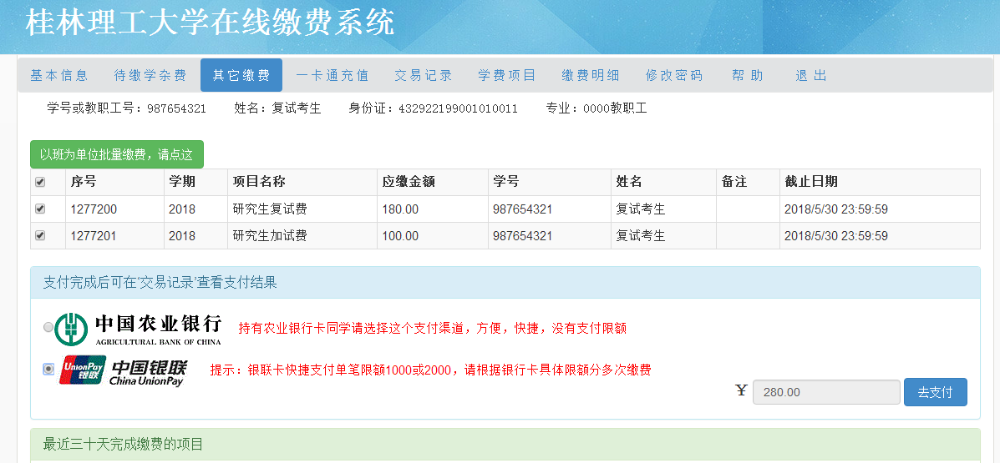 桂林理工大学在线缴费系统
基本信息 待缴学杂费 其它缴费 一卡通充值 交易记录 学费项目 缴费明细 修改密码 帮 助 退 出
学号或教职工号：987654321 姓名：复试考生 身份证：432922199001010011 专业：0000教职工
以班为单位批量缴费，请点这
序号 学期 项目名称 应缴金额 学号 姓名 备注 截止日期
1277200 2018 研究生复试费 180.00 987654321 复试考生 2018/5/30 23:59:59
1277201 2018 研究生加试费 100.00 987654321 复试考生 2018/5/30 23:59:59
支付完成后可在'交易记录'查看支付结果
中国农业银行 持有农业银行卡同学请选择这个支付渠道，方便，快捷，没有支付限额
AGRICULTURAL BANK OF CHINA
UnionPay 银联 中国银联 China UnionPay 提示：银联卡快捷支付单笔限额1000或2000，请根据银行卡具体限额分多次缴费
¥ 280.00 去支付
最近三十天完成缴费的项目